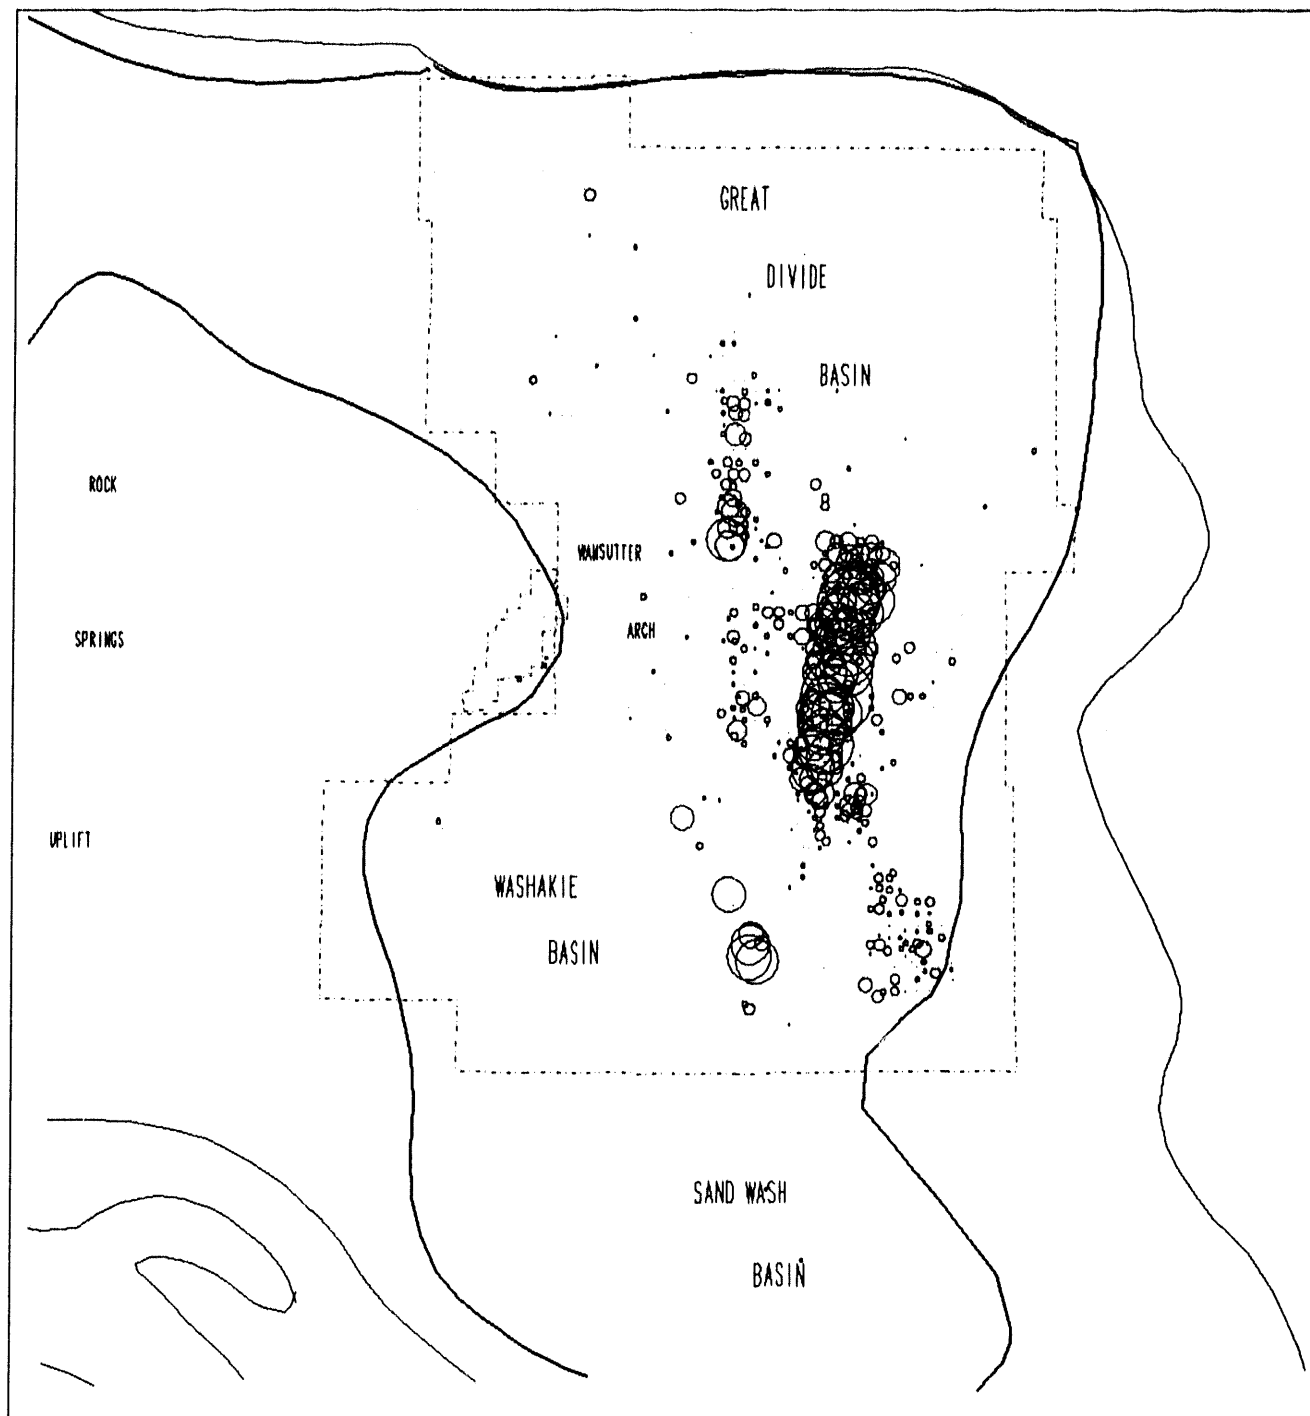 GREAT
DIVIDE
BASIN
ROCK
WAMSUTTER
SPRINGS
ARCH
UPLIFT
WASHAKIE
BASIN
SAND WASH
BASIN